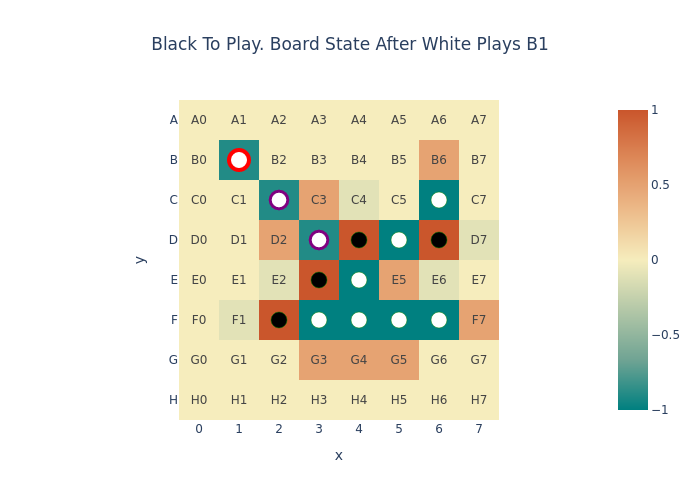 Black To Play. Board State After White Plays B1
A A0 A1 A2 A3 A4 A5 A6 A7
B B0 B2 B3 B4 B5 B6 B7
C C0 C1 C3 C4 C5 C7
D D0 D1 D2 D7
E E0 E1 E2 E5 E6 E7
F F0 F1 F7
G G0 G1 G2 G3 G4 G5 G6 G7
H H0 H1 H2 H3 H4 H5 H6 H7
0 1 2 3 4 5 6 7
x
y
1
0.5
0
−0.5
−1